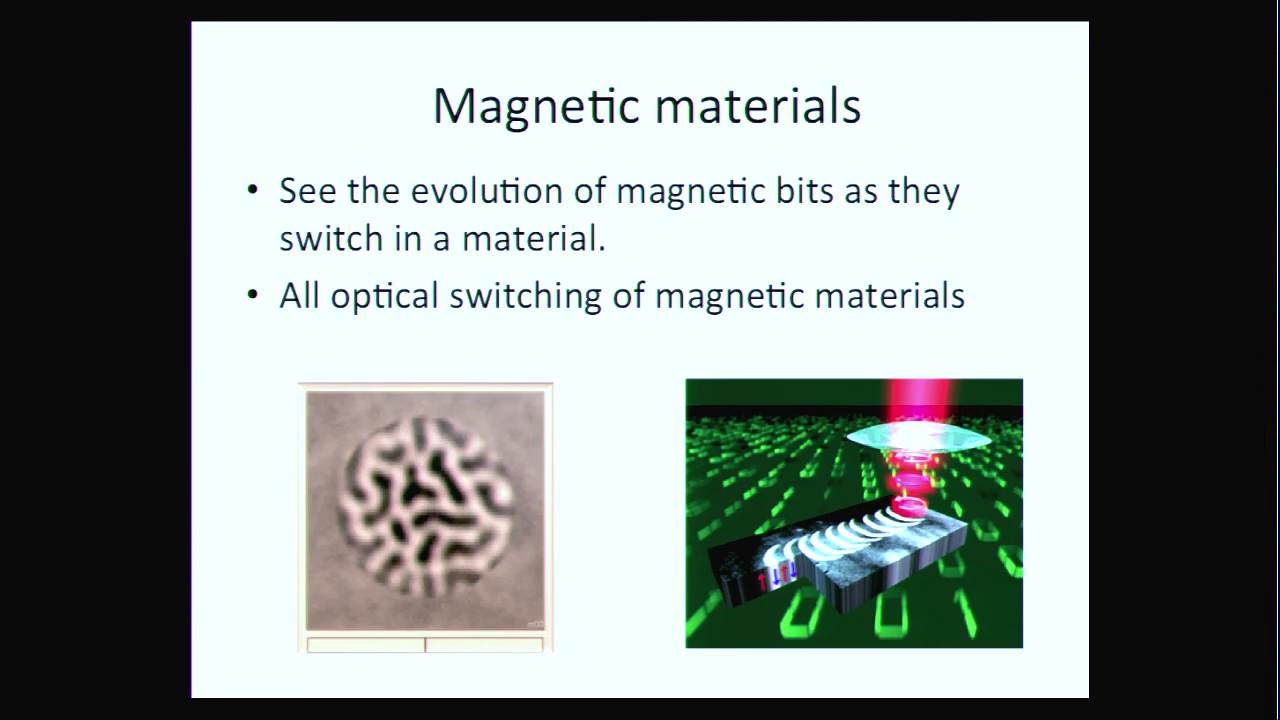 Magnetic materials
• See the evolution of magnetic bits as they
switch in a material.
• All optical switching of magnetic materials